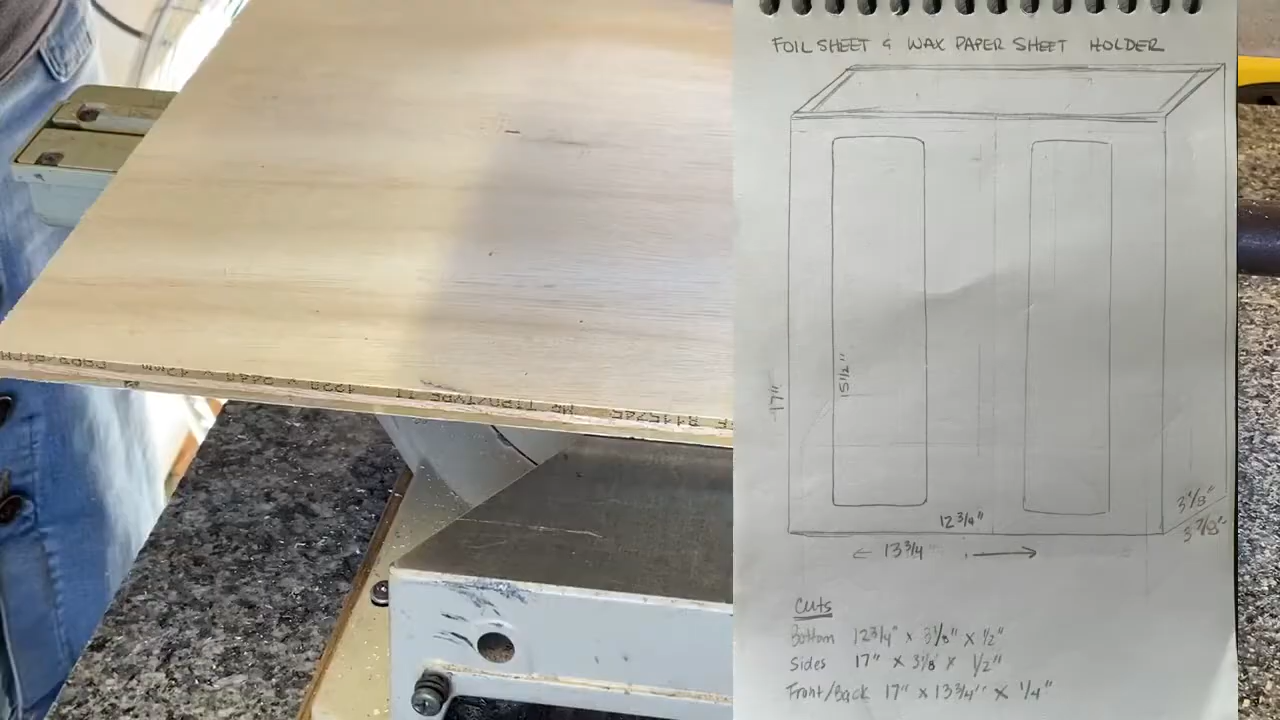 FOIL SHEET & WAX PAPER SHEET HOLDER
17"
15 1/2"
12 3/4"
3 1/8"
3 7/8"
← 13 3/4" →
Cuts
Bottom 12 3/4" x 3 1/8" x 1/2"
Sides 17" x 3 1/8" x 1/2"
Front/Back 17" x 13 3/4" x 1/4"